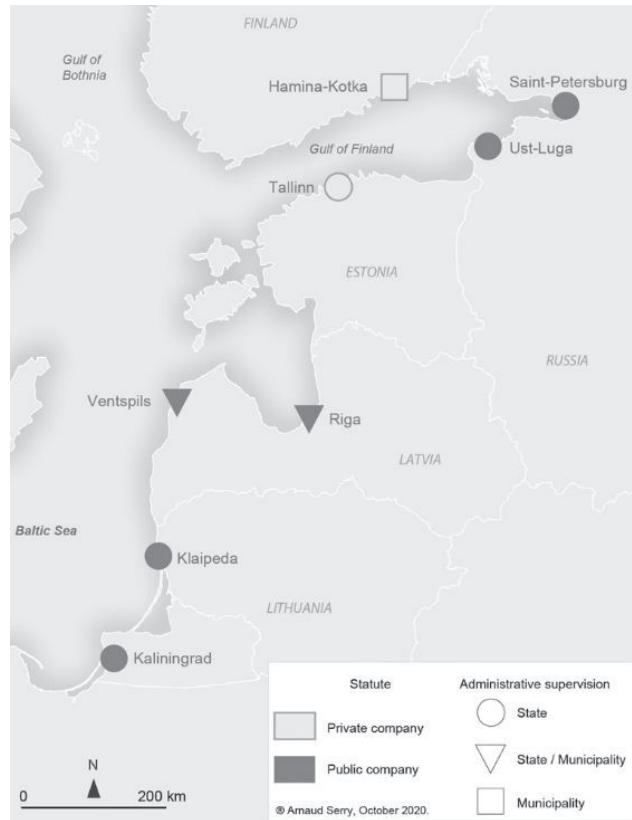 FINLAND
Gulf of
Bothnia
Hamina-Kotka
Saint-Petersburg
Gulf of Finland
Ust-Luga
Tallinn
ESTONIA
RUSSIA
Ventspils
Riga
LATVIA
Baltic Sea
Klaipeda
LITHUANIA
Kaliningrad
Statute
Administrative supervision
Private company
State
Public company
State / Municipality
Municipality
N
0 200 km
® Arnaud Serry, October 2020.